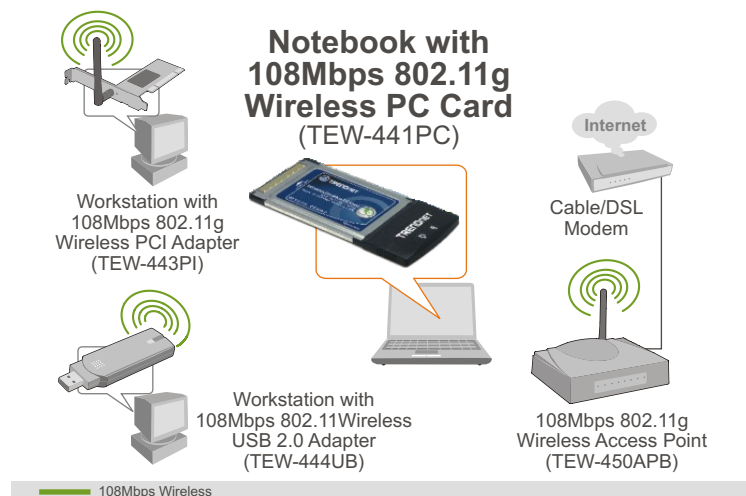 Notebook with
108Mbps 802.11g
Wireless PC Card
(TEW-441PC)
Internet
Workstation with
108Mbps 802.11g
Wireless PCI Adapter
(TEW-443PI)
TRENDNET
TRENDNET
Cable/DSL
Modem
Workstation with
108Mbps 802.11Wireless
USB 2.0 Adapter
(TEW-444UB)
108Mbps 802.11g
Wireless Access Point
(TEW-450APB)
108Mbps Wireless